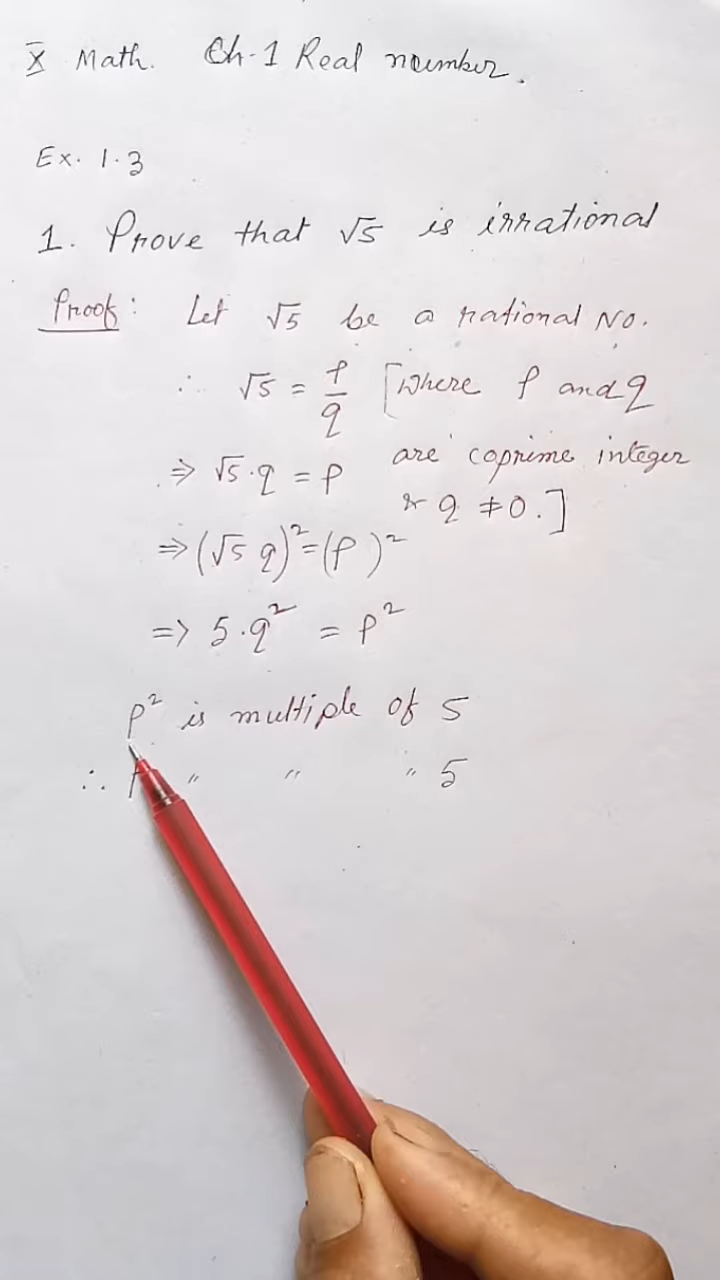 X Math. Ch-1 Real number.
Ex. 1.3
1. Prove that √5 is irrational
Proof: Let √5 be a rational No.
∴ √5 = p/q [where p and q
are coprime integer
& q ≠ 0.]
⇒ √5·q = p
⇒ (√5 q)² = (p)²
⇒ 5·q² = p²
p² is multiple of 5
∴ p " " " 5